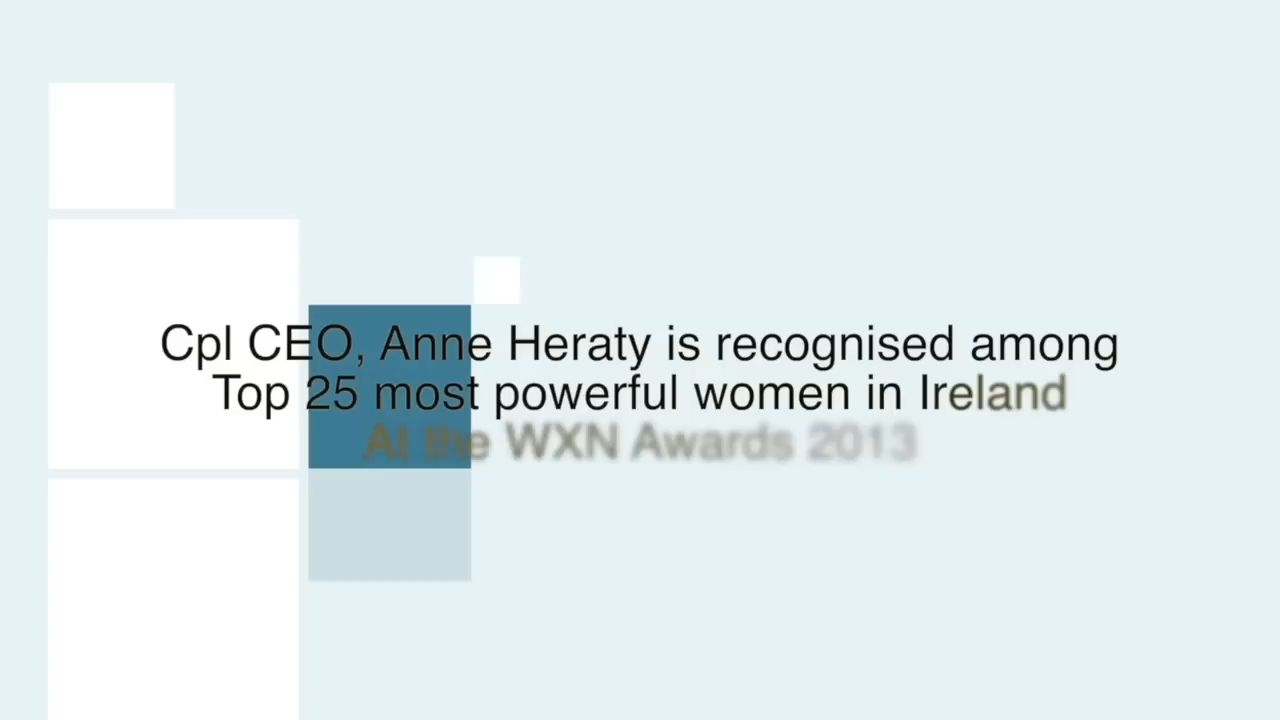 Cpl CEO, Anne Heraty is recognised among
Top 25 most powerful women in Ireland
At the WXN Awards 2013